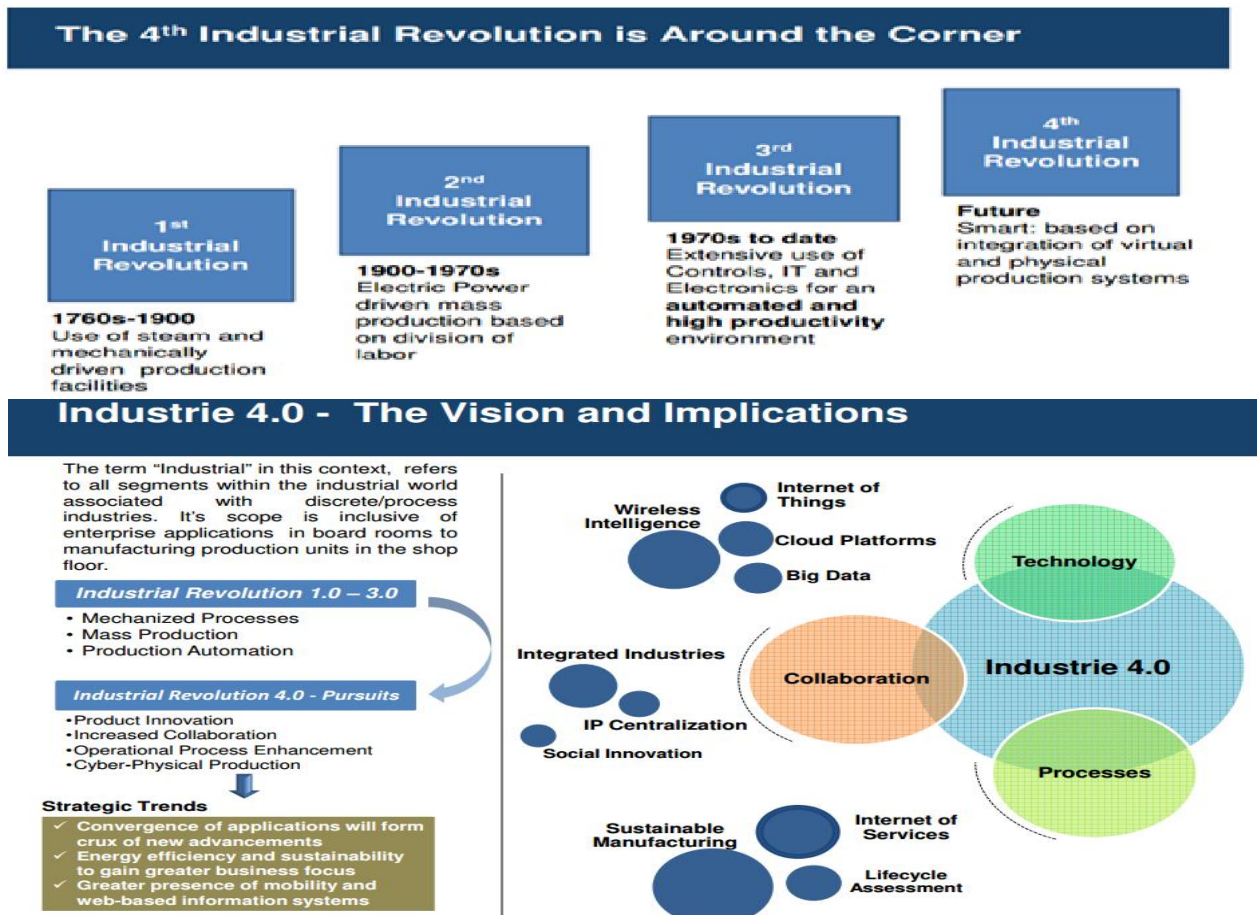 The 4th Industrial Revolution is Around the Corner
1st
Industrial
Revolution
1760s-1900
Use of steam and
mechanically
driven production
facilities
2nd
Industrial
Revolution
1900-1970s
Electric Power
driven mass
production based
on division of
labor
3rd
Industrial
Revolution
1970s to date
Extensive use of
Controls, IT and
Electronics for an
automated and
high productivity
environment
4th
Industrial
Revolution
Future
Smart: based on
integration of virtual
and physical
production systems
Industrie 4.0 - The Vision and Implications
The term “Industrial” in this context, refers
to all segments within the industrial world
associated with discrete/process
industries. It’s scope is inclusive of
enterprise applications in board rooms to
manufacturing production units in the shop
floor.
Industrial Revolution 1.0 – 3.0
• Mechanized Processes
• Mass Production
• Production Automation
Industrial Revolution 4.0 - Pursuits
•Product Innovation
•Increased Collaboration
•Operational Process Enhancement
•Cyber-Physical Production
Strategic Trends
✓ Convergence of applications will form
crux of new advancements
✓ Energy efficiency and sustainability
to gain greater business focus
✓ Greater presence of mobility and
web-based information systems
Wireless
Intelligence
Internet of
Things
Cloud Platforms
Big Data
Technology
Integrated Industries
IP Centralization
Social Innovation
Collaboration
Industrie 4.0
Processes
Sustainable
Manufacturing
Internet of
Services
Lifecycle
Assessment